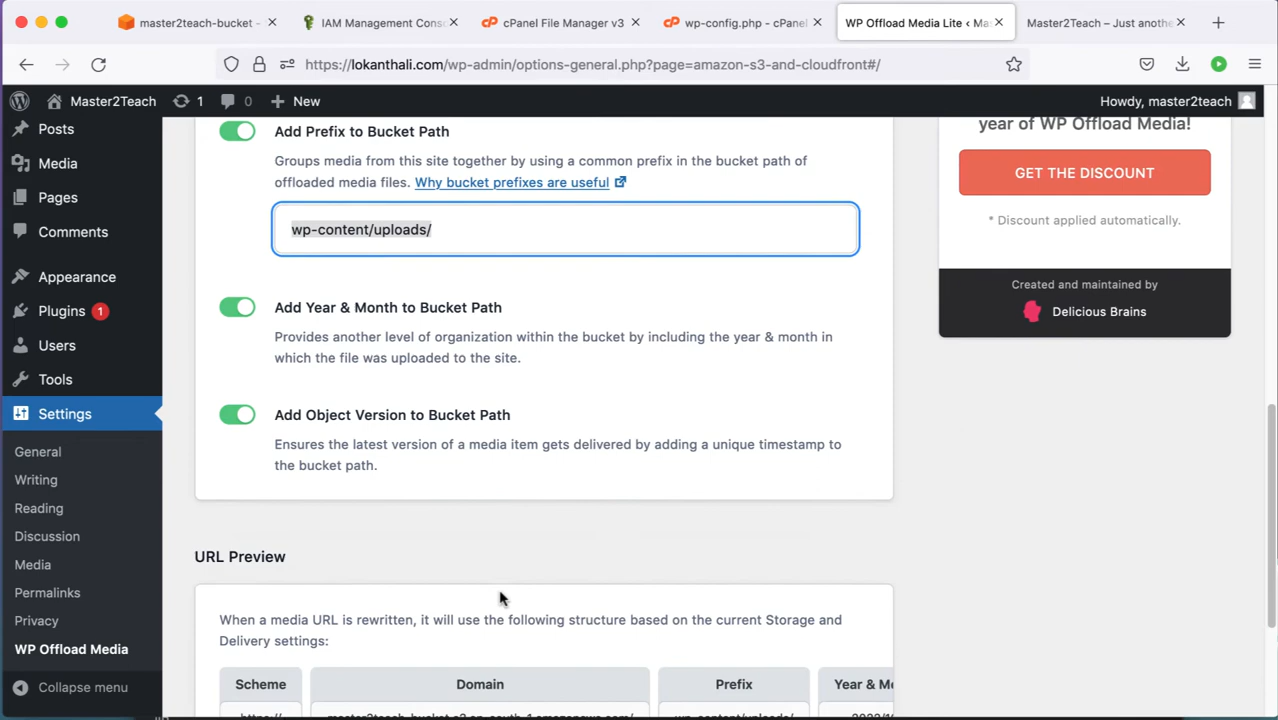 master2teach-bucket -
IAM Management Cons
cPanel File Manager v3
wp-config.php - cPanel
WP Offload Media Lite ‹ Ma
Master2Teach – Just anothe
https://lokanthali.com/wp-admin/options-general.php?page=amazon-s3-and-cloudfront#/
Master2Teach
1
0
New
Howdy, master2teach
Posts
Media
Pages
Comments
Appearance
Plugins 1
Users
Tools
Settings
General
Writing
Reading
Discussion
Media
Permalinks
Privacy
WP Offload Media
Collapse menu
Add Prefix to Bucket Path
Groups media from this site together by using a common prefix in the bucket path of
offloaded media files. Why bucket prefixes are useful
wp-content/uploads/
Add Year & Month to Bucket Path
Provides another level of organization within the bucket by including the year & month in
which the file was uploaded to the site.
Add Object Version to Bucket Path
Ensures the latest version of a media item gets delivered by adding a unique timestamp to
the bucket path.
URL Preview
When a media URL is rewritten, it will use the following structure based on the current Storage and
Delivery settings:
Scheme Domain Prefix Year & Mo
https:// wp-content/uploads/
year of WP Offload Media!
GET THE DISCOUNT
* Discount applied automatically.
Created and maintained by
Delicious Brains